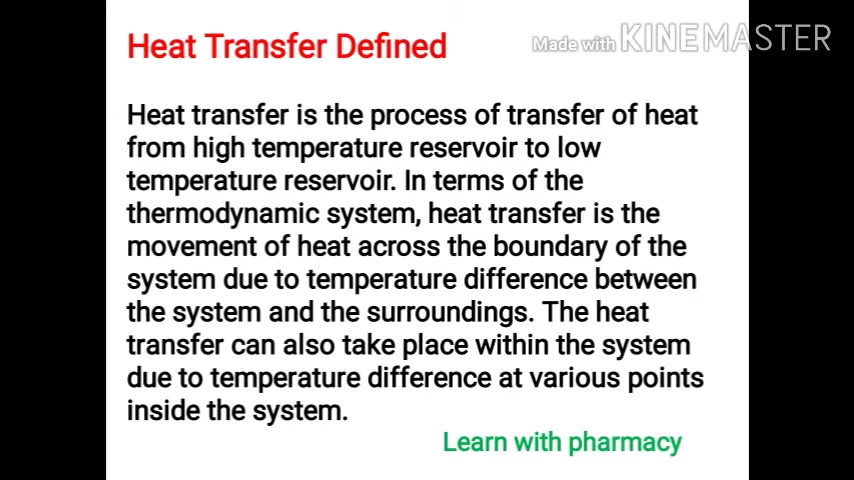 Heat Transfer Defined
Made with KINEMASTER
Heat transfer is the process of transfer of heat
from high temperature reservoir to low
temperature reservoir. In terms of the
thermodynamic system, heat transfer is the
movement of heat across the boundary of the
system due to temperature difference between
the system and the surroundings. The heat
transfer can also take place within the system
due to temperature difference at various points
inside the system.
Learn with pharmacy